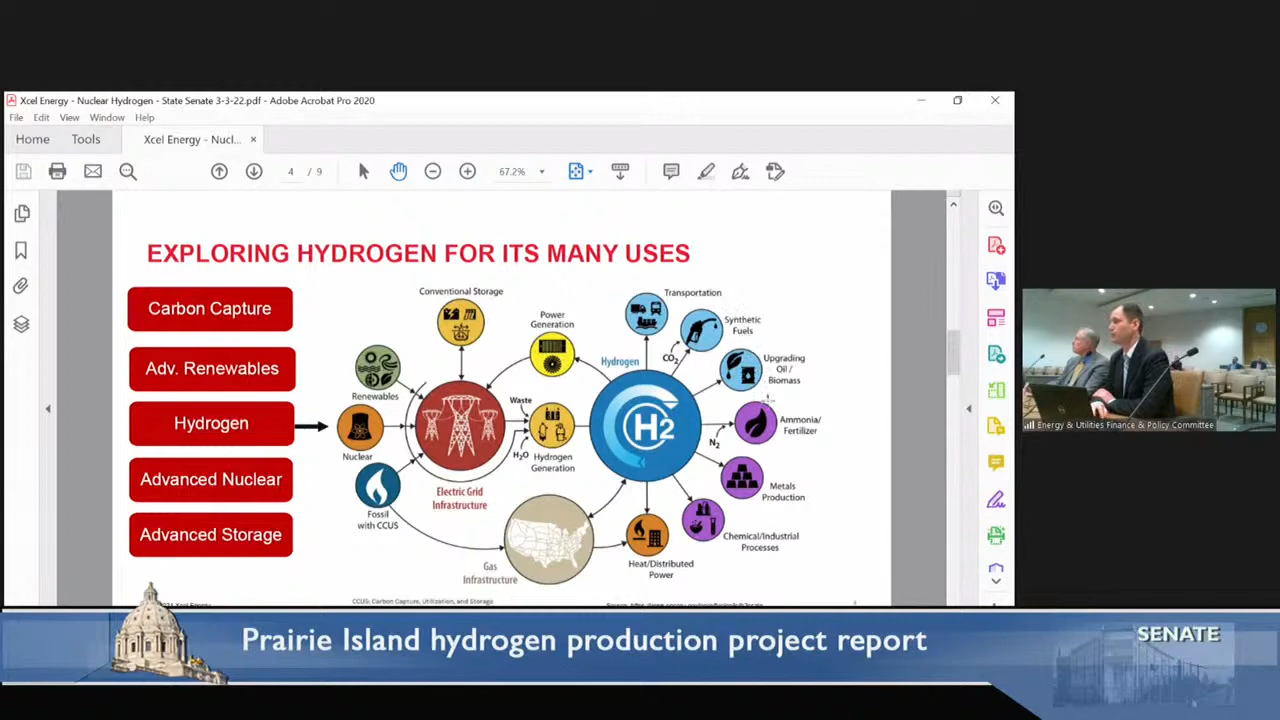 Xcel Energy - Nuclear Hydrogen - State Senate 3-3-22.pdf - Adobe Acrobat Pro 2020
File Edit View Window Help
Home Tools Xcel Energy - Nucl... ×
4 / 9 67.2%
EXPLORING HYDROGEN FOR ITS MANY USES
Carbon Capture
Adv. Renewables
Hydrogen
Advanced Nuclear
Advanced Storage
Conventional Storage
Renewables
Nuclear
Fossil
with CCUS
Electric Grid
Infrastructure
Power
Generation
Waste
H2O
Hydrogen
Generation
Gas
Infrastructure
Hydrogen
H2
Transportation
CO2
Synthetic
Fuels
Upgrading
Oil /
Biomass
N2
Ammonia/
Fertilizer
Metals
Production
Chemical/Industrial
Processes
Heat/Distributed
Power
CCUS: Carbon Capture, Utilization, and Storage
Energy & Utilities Finance & Policy Committee
Prairie Island hydrogen production project report
SENATE